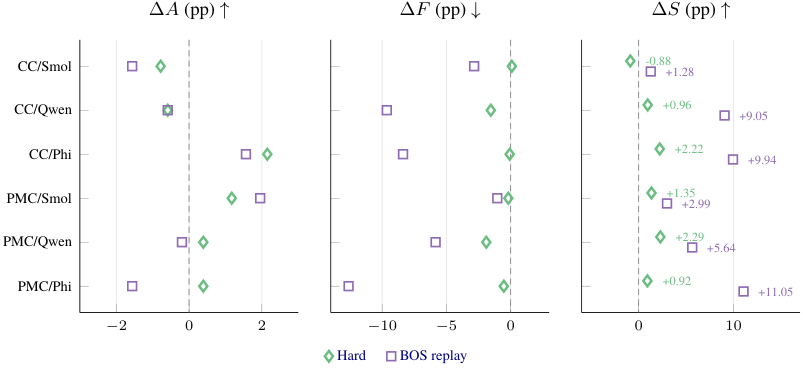 ΔA (pp) ↑ ΔF (pp) ↓ ΔS (pp) ↑
CC/Smol -0.88
+1.28
CC/Qwen +0.96
+9.05
CC/Phi +2.22
+9.94
PMC/Smol +1.35
+2.99
PMC/Qwen +2.29
+5.64
PMC/Phi +0.92
+11.05
−2 0 2 −10 −5 0 0 10
Hard BOS replay